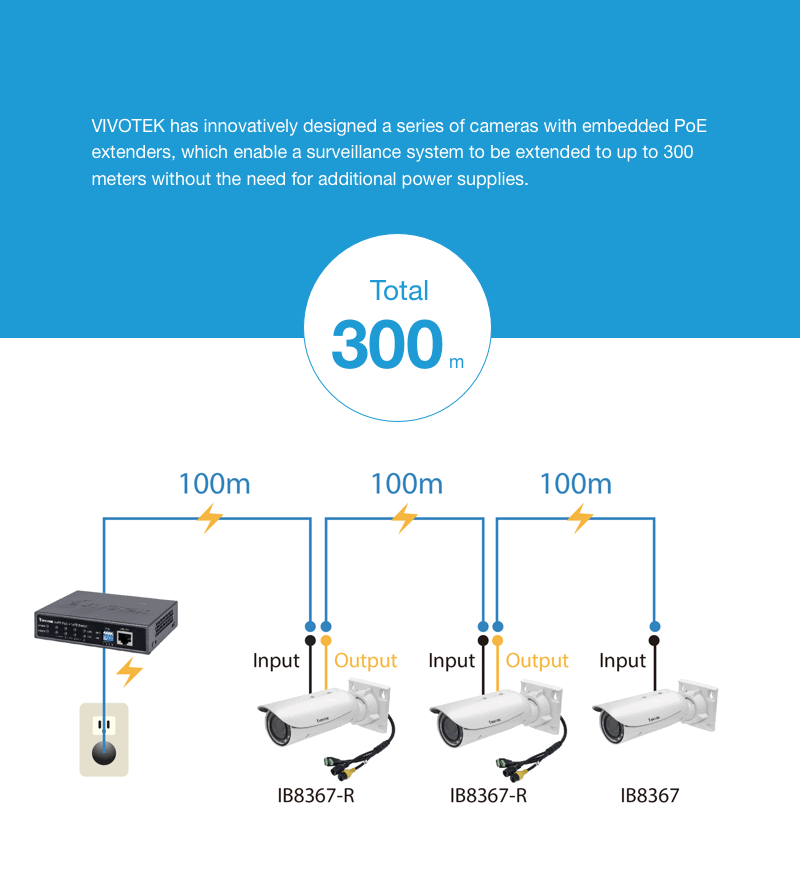 VIVOTEK has innovatively designed a series of cameras with embedded PoE
extenders, which enable a surveillance system to be extended to up to 300
meters without the need for additional power supplies.
Total
300 m
100m 100m 100m
Input Output Input Output Input
IB8367-R IB8367-R IB8367